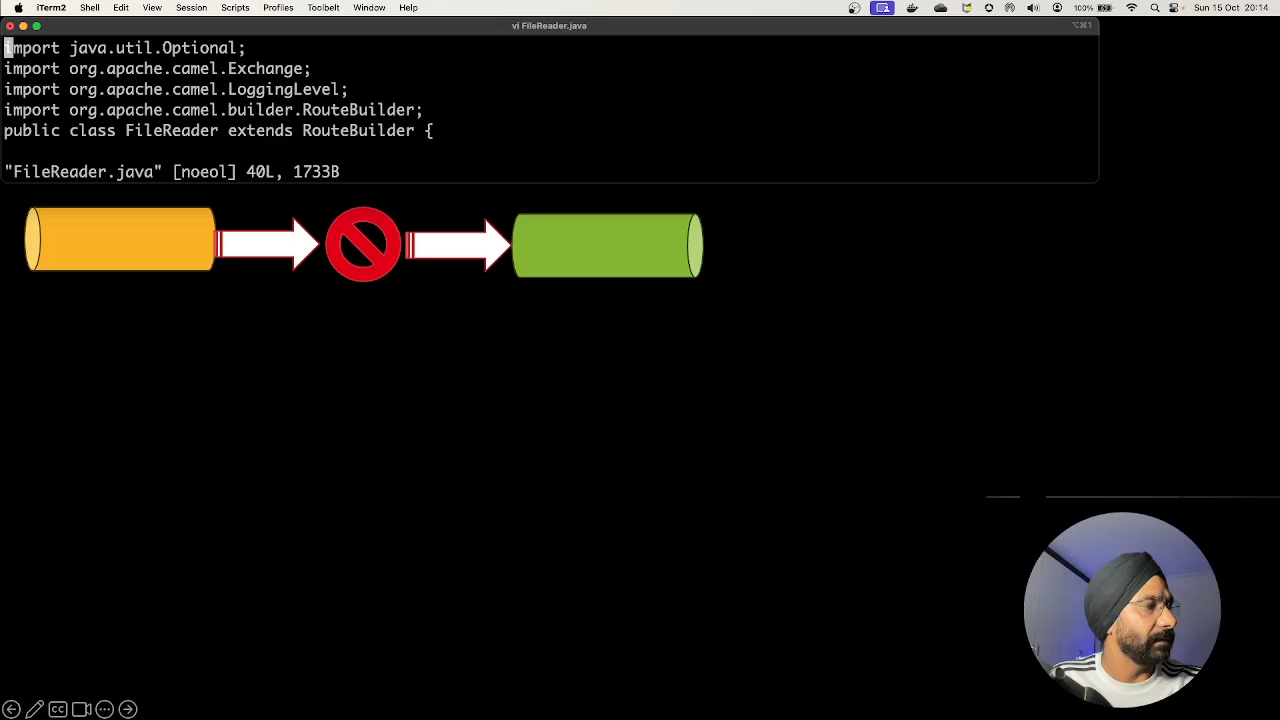 iTerm2 Shell Edit View Session Scripts Profiles Toolbelt Window Help 100% Sun 15 Oct 20:14
vi FileReader.java ⌥⌘1
import java.util.Optional;
import org.apache.camel.Exchange;
import org.apache.camel.LoggingLevel;
import org.apache.camel.builder.RouteBuilder;
public class FileReader extends RouteBuilder {
"FileReader.java" [noeol] 40L, 1733B
CC